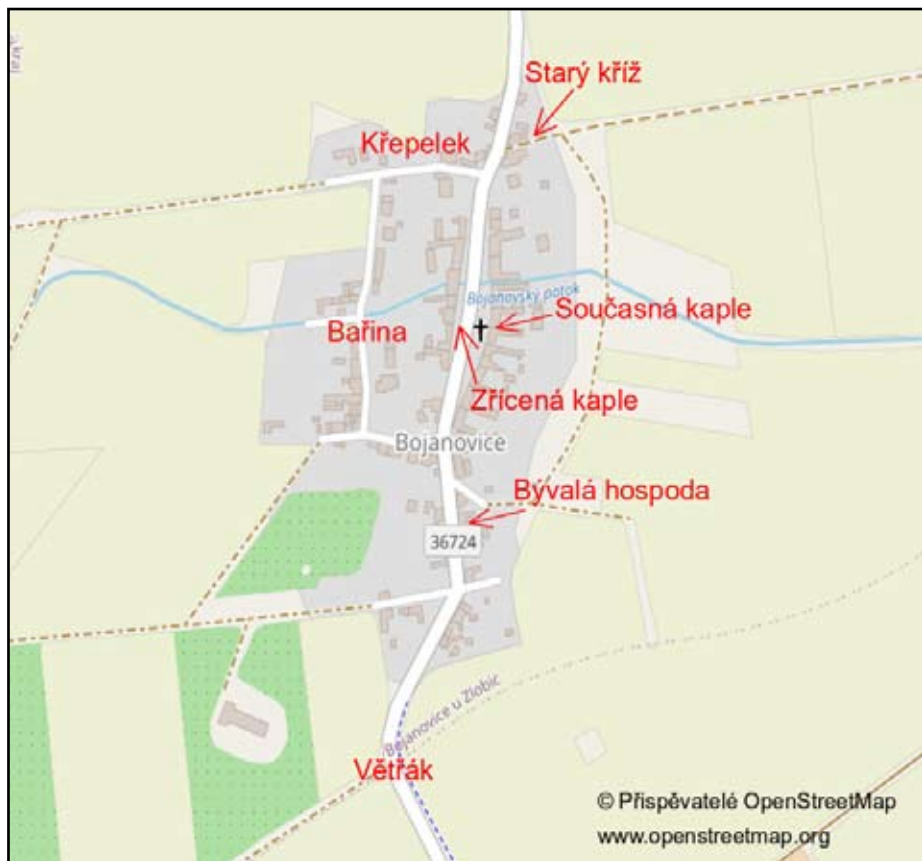 Starý kříž
Křepelek
Bojanovský potok
Současná kaple
Bařina
Zřícená kaple
Bojanovice
Bývalá hospoda
36724
Bojanovice u Zlobic
Větřák
© Přispěvatelé OpenStreetMap
www.openstreetmap.org